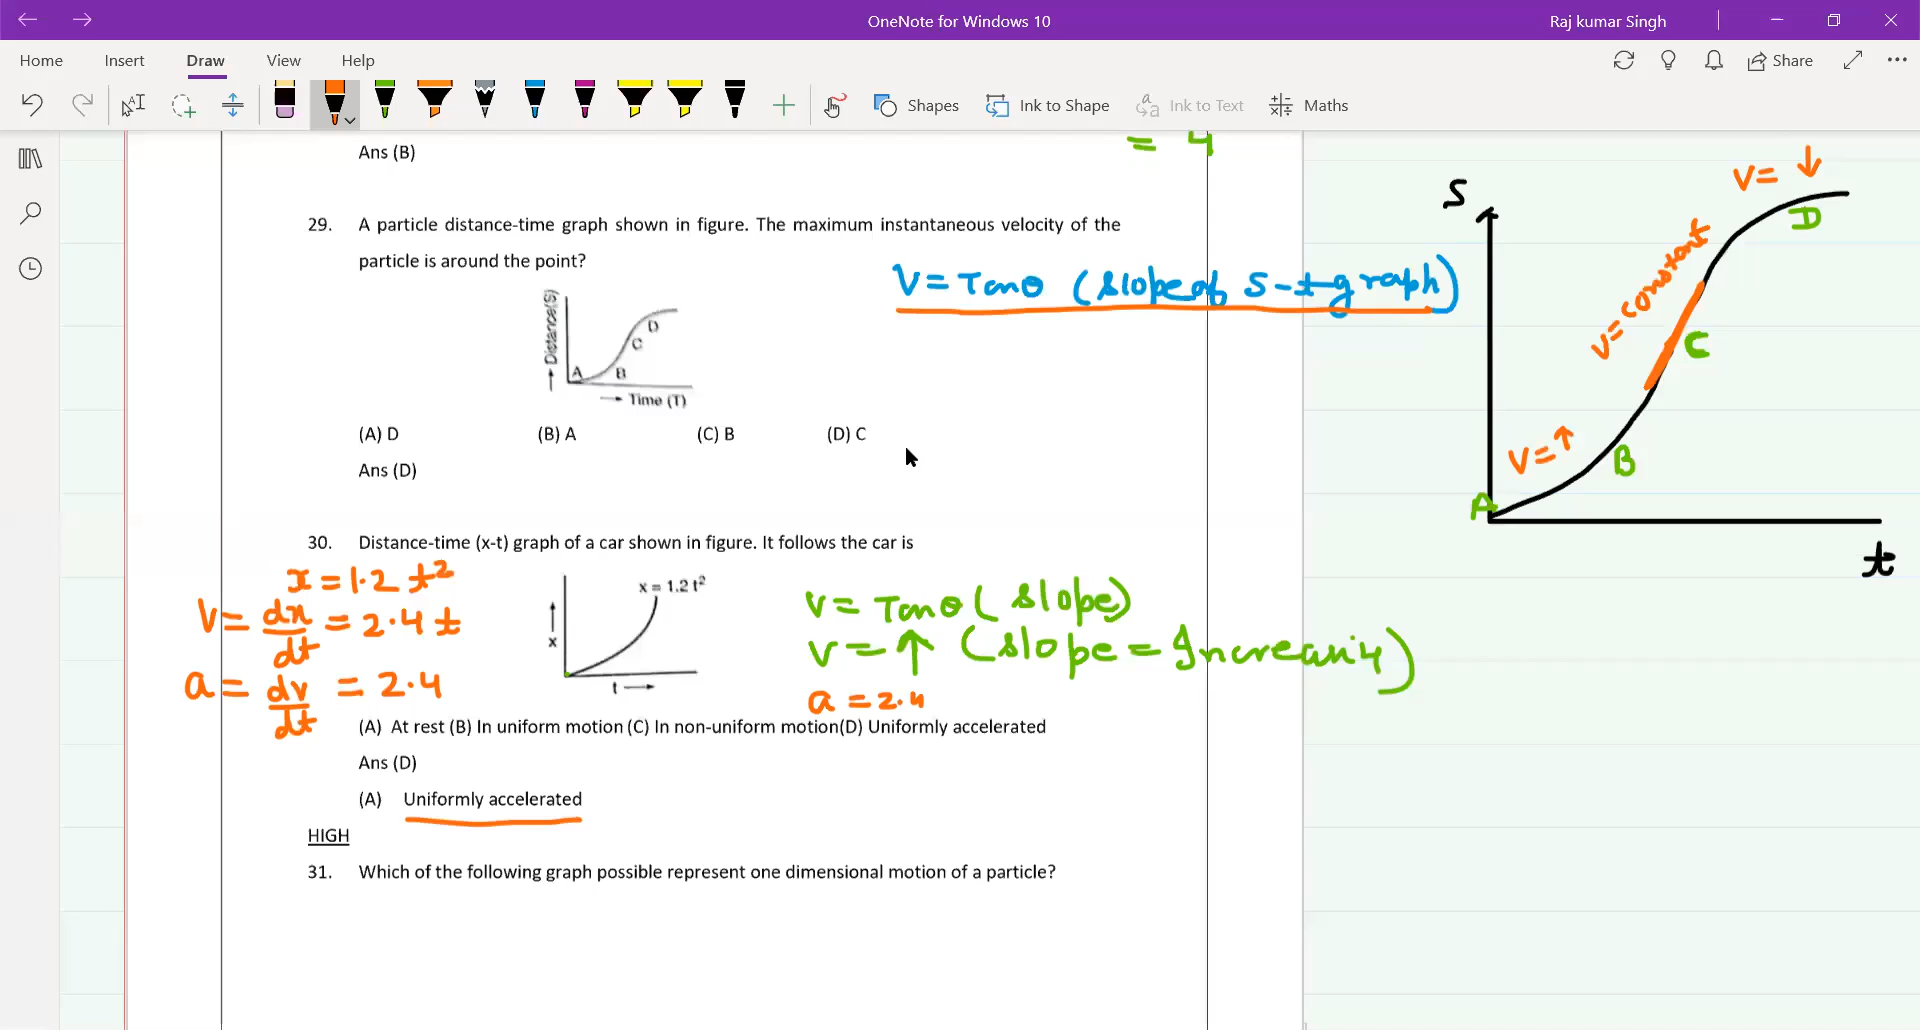 OneNote for Windows 10
Raj kumar Singh
Home Insert Draw View Help
Share
Shapes
Ink to Shape
Ink to Text
Maths
= 4
Ans (B)
29. A particle distance-time graph shown in figure. The maximum instantaneous velocity of the
particle is around the point?
V = Tanθ (slope of S-t graph)
Distance(S)
A B C D
Time (T)
(A) D (B) A (C) B (D) C
Ans (D)
S
V= ↓
D
V= constant
C
V=↑
B
A
t
30. Distance-time (x-t) graph of a car shown in figure. It follows the car is
x = 1.2 t²
V = dx/dt = 2.4 t
a = dv/dt = 2.4
x = 1.2 t²
x
t
V = Tanθ (slope)
V = ↑ (slope = Increasing)
a = 2.4
(A) At rest (B) In uniform motion (C) In non-uniform motion(D) Uniformly accelerated
Ans (D)
(A) Uniformly accelerated
HIGH
31. Which of the following graph possible represent one dimensional motion of a particle?